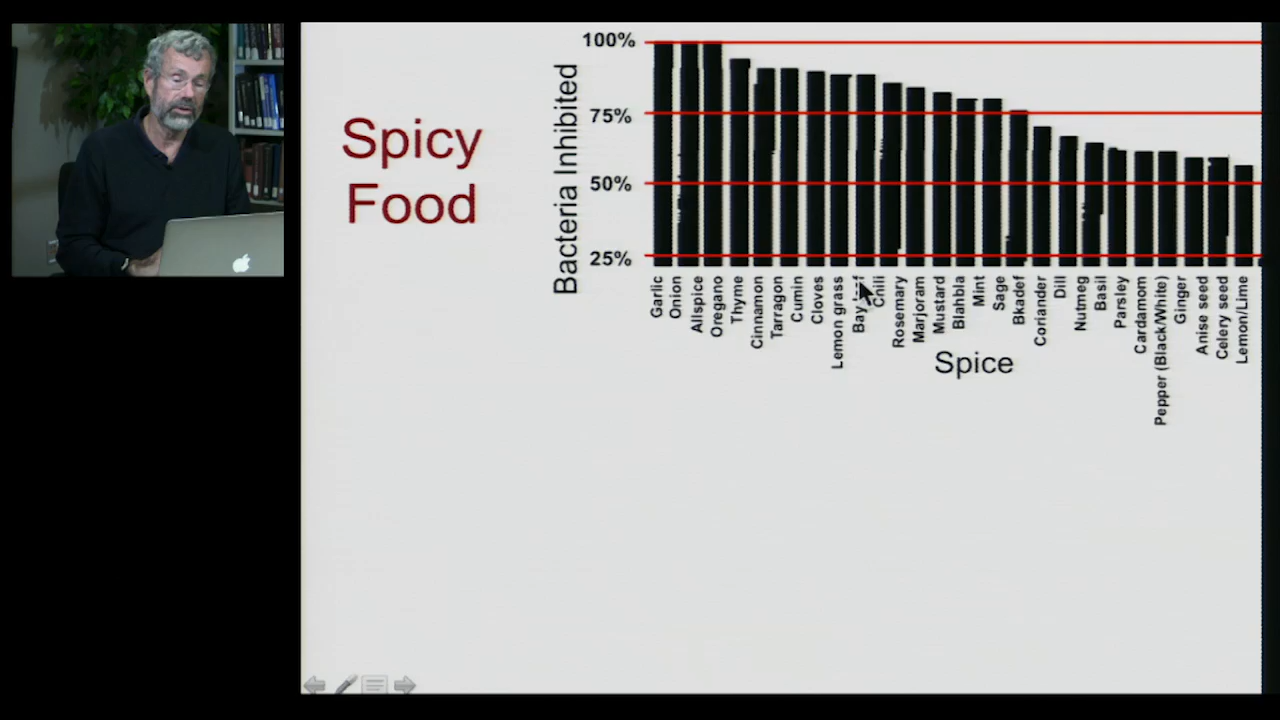 Spicy
Food
Bacteria Inhibited
100%
75%
50%
25%
Garlic
Onion
Allspice
Oregano
Thyme
Cinnamon
Tarragon
Cumin
Cloves
Lemon grass
Bay
Chili
Rosemary
Marjoram
Mustard
Blahbla
Mint
Sage
Bkadef
Coriander
Dill
Nutmeg
Basil
Parsley
Cardamom
Pepper (Black/White)
Ginger
Anise seed
Celery seed
Lemon/Lime
Spice